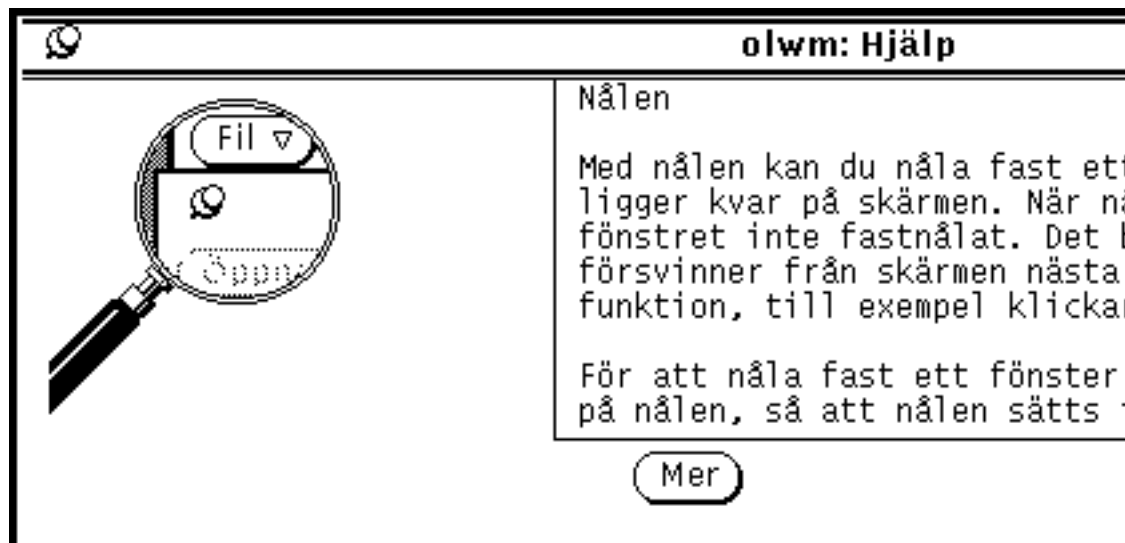 olwm: Hjälp
Fil
Nålen
Med nålen kan du nåla fast ett
ligger kvar på skärmen. När
fönstret inte fastnålat. Det
försvinner från skärmen nästa
funktion, till exempel
För att nåla fast ett fönster
på nålen, så att nålen sätts
Mer